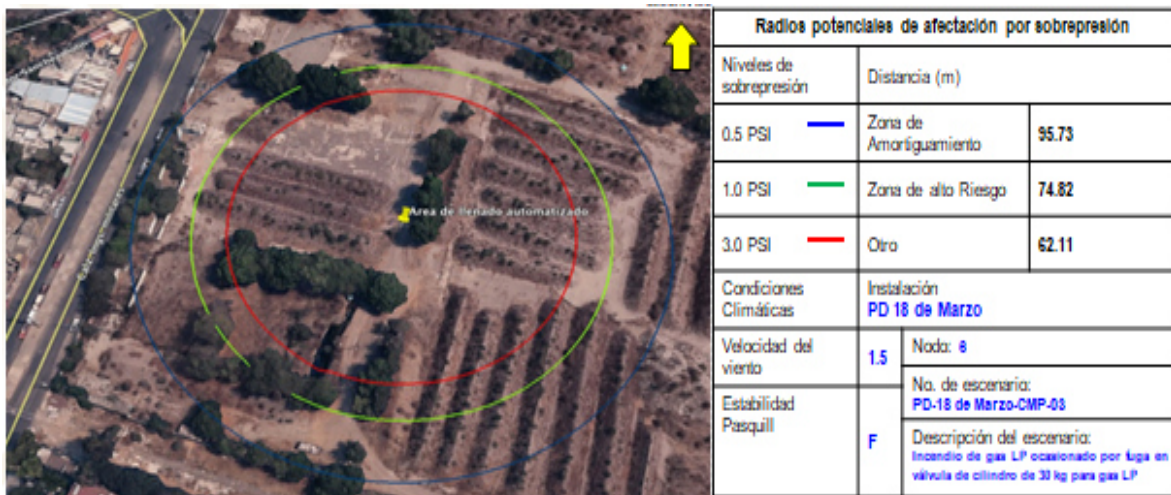 Radios potenciales de afectación por sobrepresión
Niveles de
sobrepresión
Distancia (m)
0.5 PSI
Zona de
Amortiguamiento
95.73
1.0 PSI
Zona de alto Riesgo
74.82
3.0 PSI
Otro
62.11
Condiciones
Climáticas
Instalación
PD 18 de Marzo
Velocidad del
viento
1.5
Nodo: 6
Estabilidad
Pasquill
F
No. de escenario:
PD-18 de Marzo-CMP-03
Descripción del escenario:
Incendio de gas LP ocasionado por fuga en
válvula de cilindro de 30 kg para gas LP
Area de llenado automatizado